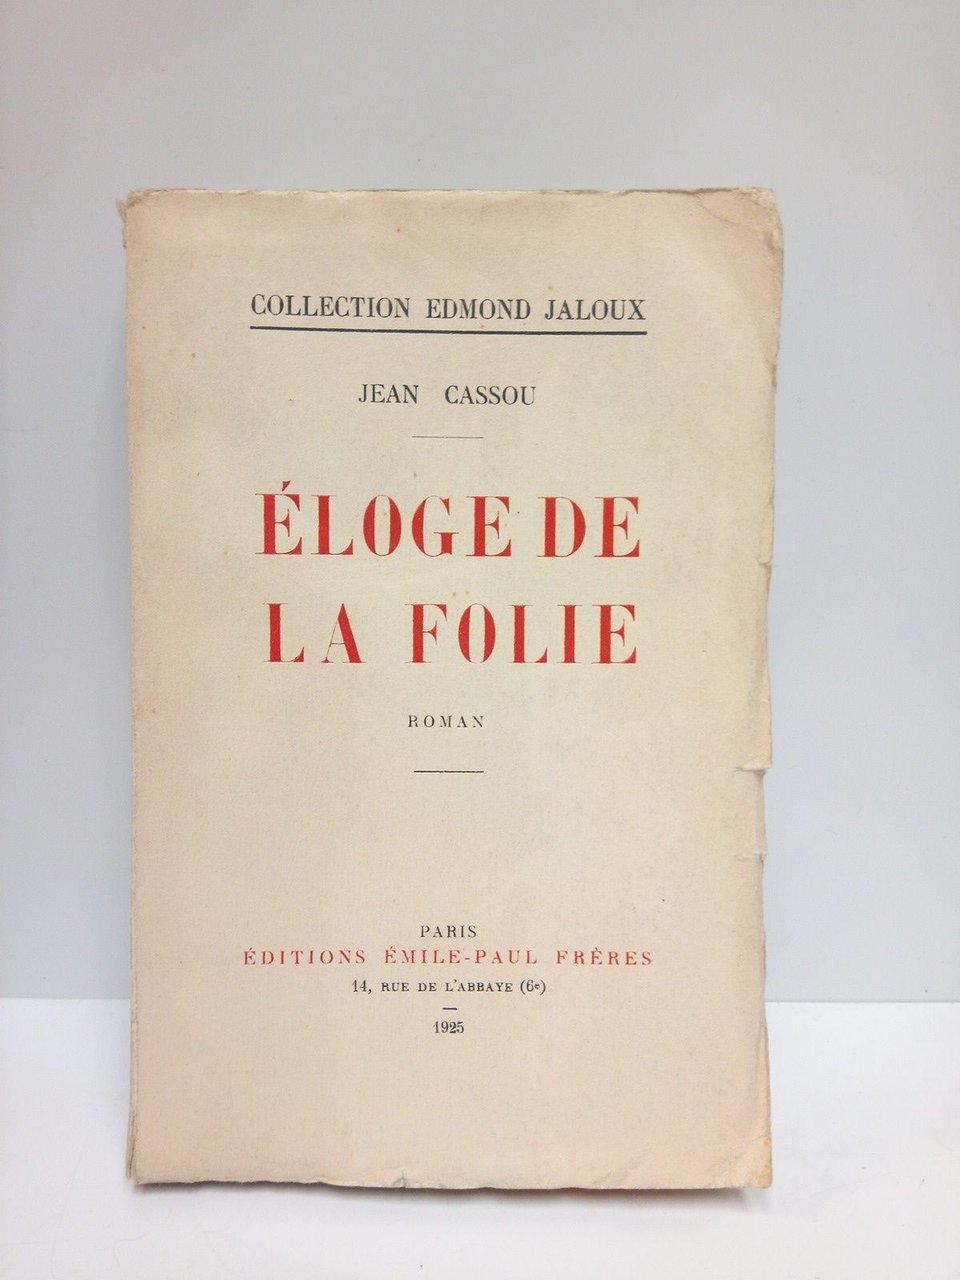 COLLECTION EDMOND JALOUX
JEAN CASSOU
ÉLOGE DE
LA FOLIE
ROMAN
PARIS
ÉDITIONS ÉMILE-PAUL FRÈRES
14, RUE DE L'ABBAYE (6e)
1925